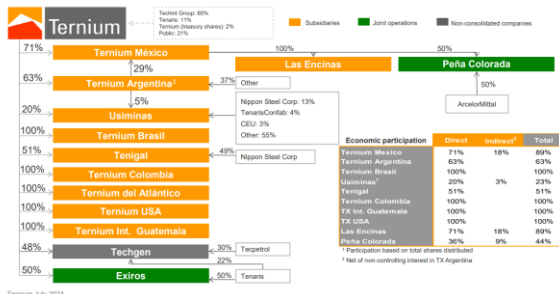 Ternium
Techint Group: 65%
Tenaris: 11%
Ternium (treasury shares): 2%
Public: 21%
Subsidiaries
Joint operations
Non-consolidated companies
71%
Ternium México
100%
50%
29%
Las Encinas
Peña Colorada
63%
Ternium Argentina³
37%
Other
5%
50%
20%
Usiminas
Nippon Steel Corp: 13%
TenarisConfab: 4%
CEU: 3%
Other: 55%
ArcelorMittal
100%
Ternium Brasil
51%
Tenigal
49%
Nippon Steel Corp
100%
Ternium Colombia
100%
Ternium del Atlántico
100%
Ternium USA
100%
Ternium Int. Guatemala
48%
Techgen
30%
Tecpetrol
22%
50%
Exiros
50%
Tenaris
Economic participation Direct Indirect² Total
Ternium Mexico 71% 18% 89%
Ternium Argentina 63% 63%
Ternium Brasil 100% 100%
Usiminas¹ 20% 3% 23%
Tenigal 51% 51%
Ternium Colombia 100% 100%
TX Int. Guatemala 100% 100%
TX USA 100% 100%
Las Encinas 71% 18% 89%
Peña Colorada 36% 9% 44%
¹ Participation based on total shares distributed
² Net of non-controlling interest in TX Argentina
Ternium, July 2024